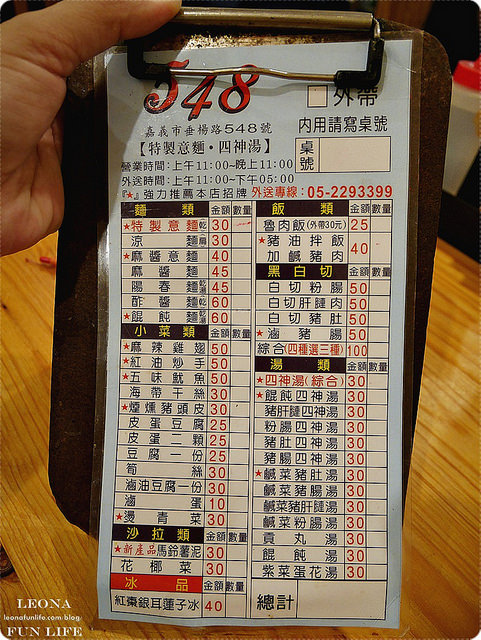 548
外帶
嘉義市垂楊路548號
內用請寫桌號
【特製意麵・四神湯】
桌號
營業時間:上午11:00~晚上11:00
外送時間:上午11:00~下午05:00
『★』強力推薦本店招牌 外送專線:05-2293399
麵類 金額 數量
★特製意麵 乾 30
涼麵 30
★麻醬意麵 40
麻醬麵 45
陽春麵 乾湯 45
酢醬麵 60
★餛飩麵 60
小菜類 金額 數量
★麻辣雞翅 50
★紅油炒手 50
★五味魷魚 50
海帶干絲 30
★煙燻豬頭皮 30
皮蛋豆腐 25
皮蛋二顆 25
豆腐一份 25
筍絲 30
滷油豆腐一份 30
滷蛋 10
★燙青菜 30
沙拉類 金額 數量
★新產品馬鈴薯泥 30
花椰菜 30
冰品 金額 數量
紅棗銀耳蓮子冰 40
飯類 金額 數量
魯肉飯(外帶30元) 25
★豬油拌飯
加鹹豬肉 40
黑白切 金額 數量
白切粉腸 50
白切肝腱肉 50
白切豬肚 50
★滷豬腸 50
綜合(四種選三種) 100
湯類 金額 數量
★四神湯(綜合) 30
★餛飩四神湯 30
豬肝腱四神湯 30
粉腸四神湯 30
豬肚四神湯 30
豬腸四神湯 30
★鹹菜豬肚湯 30
鹹菜豬腸湯 30
鹹菜豬肝腱湯 30
鹹菜粉腸湯 30
貢丸湯 30
餛飩湯 30
紫菜蛋花湯 30
總計
LEONA
leonafunlife.com blog
FUN LIFE